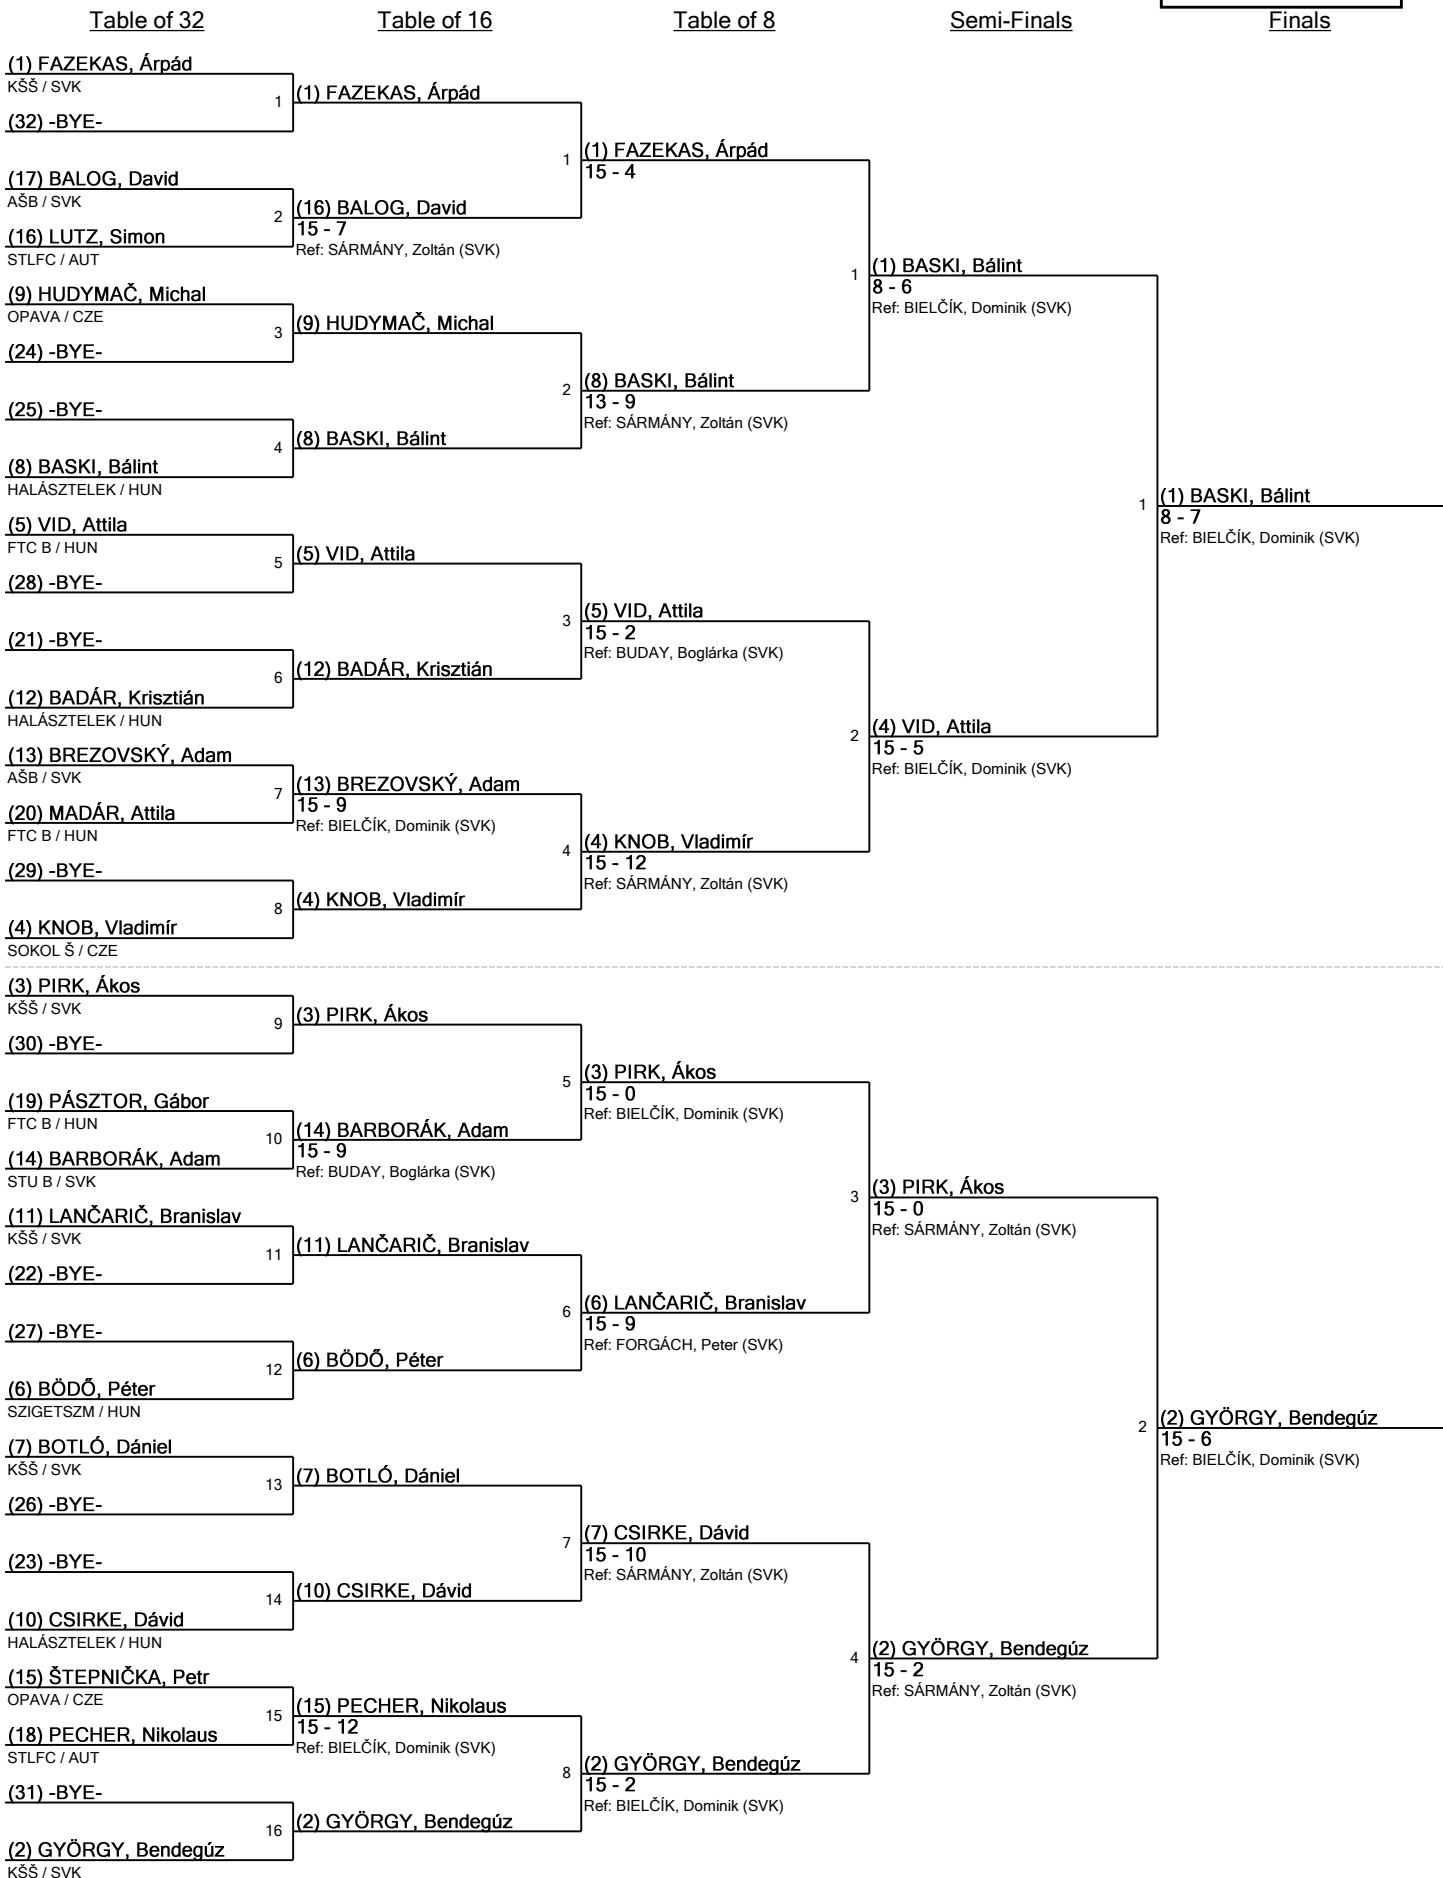 Table of 32
Table of 16
Table of 8
Semi-Finals
Finals
(1) FAZEKAS, Árpád
KŠŠ / SVK
(32) -BYE-
(17) BALOG, David
AŠB / SVK
(16) LUTZ, Simon
STLFC / AUT
(9) HUDYMAČ, Michal
OPAVA / CZE
(24) -BYE-
(25) -BYE-
(8) BASKI, Bálint
HALÁSZTELEK / HUN
(5) VID, Attila
FTC B / HUN
(28) -BYE-
(21) -BYE-
(12) BADÁR, Krisztián
HALÁSZTELEK / HUN
(13) BREZOVSKÝ, Adam
AŠB / SVK
(20) MADÁR, Attila
FTC B / HUN
(29) -BYE-
(4) KNOB, Vladimír
SOKOL Š / CZE
(3) PIRK, Ákos
KŠŠ / SVK
(30) -BYE-
(19) PÁSZTOR, Gábor
FTC B / HUN
(14) BARBORÁK, Adam
STU B / SVK
(11) LANČARIČ, Branislav
KŠŠ / SVK
(22) -BYE-
(27) -BYE-
(6) BÖDŐ, Péter
SZIGETSZM / HUN
(7) BOTLÓ, Dániel
KŠŠ / SVK
(26) -BYE-
(23) -BYE-
(10) CSIRKE, Dávid
HALÁSZTELEK / HUN
(15) ŠTEPNIČKA, Petr
OPAVA / CZE
(18) PECHER, Nikolaus
STLFC / AUT
(31) -BYE-
(2) GYÖRGY, Bendegúz
KŠŠ / SVK
1
(1) FAZEKAS, Árpád
2
(16) BALOG, David
15 - 7
Ref: SÁRMÁNY, Zoltán (SVK)
3
(9) HUDYMAČ, Michal
4
(8) BASKI, Bálint
5
(5) VID, Attila
6
(12) BADÁR, Krisztián
7
(13) BREZOVSKÝ, Adam
15 - 9
Ref: BIELČÍK, Dominik (SVK)
8
(4) KNOB, Vladimír
9
(3) PIRK, Ákos
10
(14) BARBORÁK, Adam
15 - 9
Ref: BUDAY, Boglárka (SVK)
11
(11) LANČARIČ, Branislav
12
(6) BÖDŐ, Péter
13
(7) BOTLÓ, Dániel
14
(10) CSIRKE, Dávid
15
(15) PECHER, Nikolaus
15 - 12
Ref: BIELČÍK, Dominik (SVK)
16
(2) GYÖRGY, Bendegúz
1
(1) FAZEKAS, Árpád
15 - 4
2
(8) BASKI, Bálint
13 - 9
Ref: SÁRMÁNY, Zoltán (SVK)
3
(5) VID, Attila
15 - 2
Ref: BUDAY, Boglárka (SVK)
4
(4) KNOB, Vladimír
15 - 12
Ref: SÁRMÁNY, Zoltán (SVK)
5
(3) PIRK, Ákos
15 - 0
Ref: BIELČÍK, Dominik (SVK)
6
(6) LANČARIČ, Branislav
15 - 9
Ref: FORGÁCH, Peter (SVK)
7
(7) CSIRKE, Dávid
15 - 10
Ref: SÁRMÁNY, Zoltán (SVK)
8
(2) GYÖRGY, Bendegúz
15 - 2
Ref: BIELČÍK, Dominik (SVK)
1
(1) BASKI, Bálint
8 - 6
Ref: BIELČÍK, Dominik (SVK)
2
(4) VID, Attila
15 - 5
Ref: BIELČÍK, Dominik (SVK)
3
(3) PIRK, Ákos
15 - 0
Ref: SÁRMÁNY, Zoltán (SVK)
4
(2) GYÖRGY, Bendegúz
15 - 2
Ref: SÁRMÁNY, Zoltán (SVK)
1
(1) BASKI, Bálint
8 - 7
Ref: BIELČÍK, Dominik (SVK)
2
(2) GYÖRGY, Bendegúz
15 - 6
Ref: BIELČÍK, Dominik (SVK)